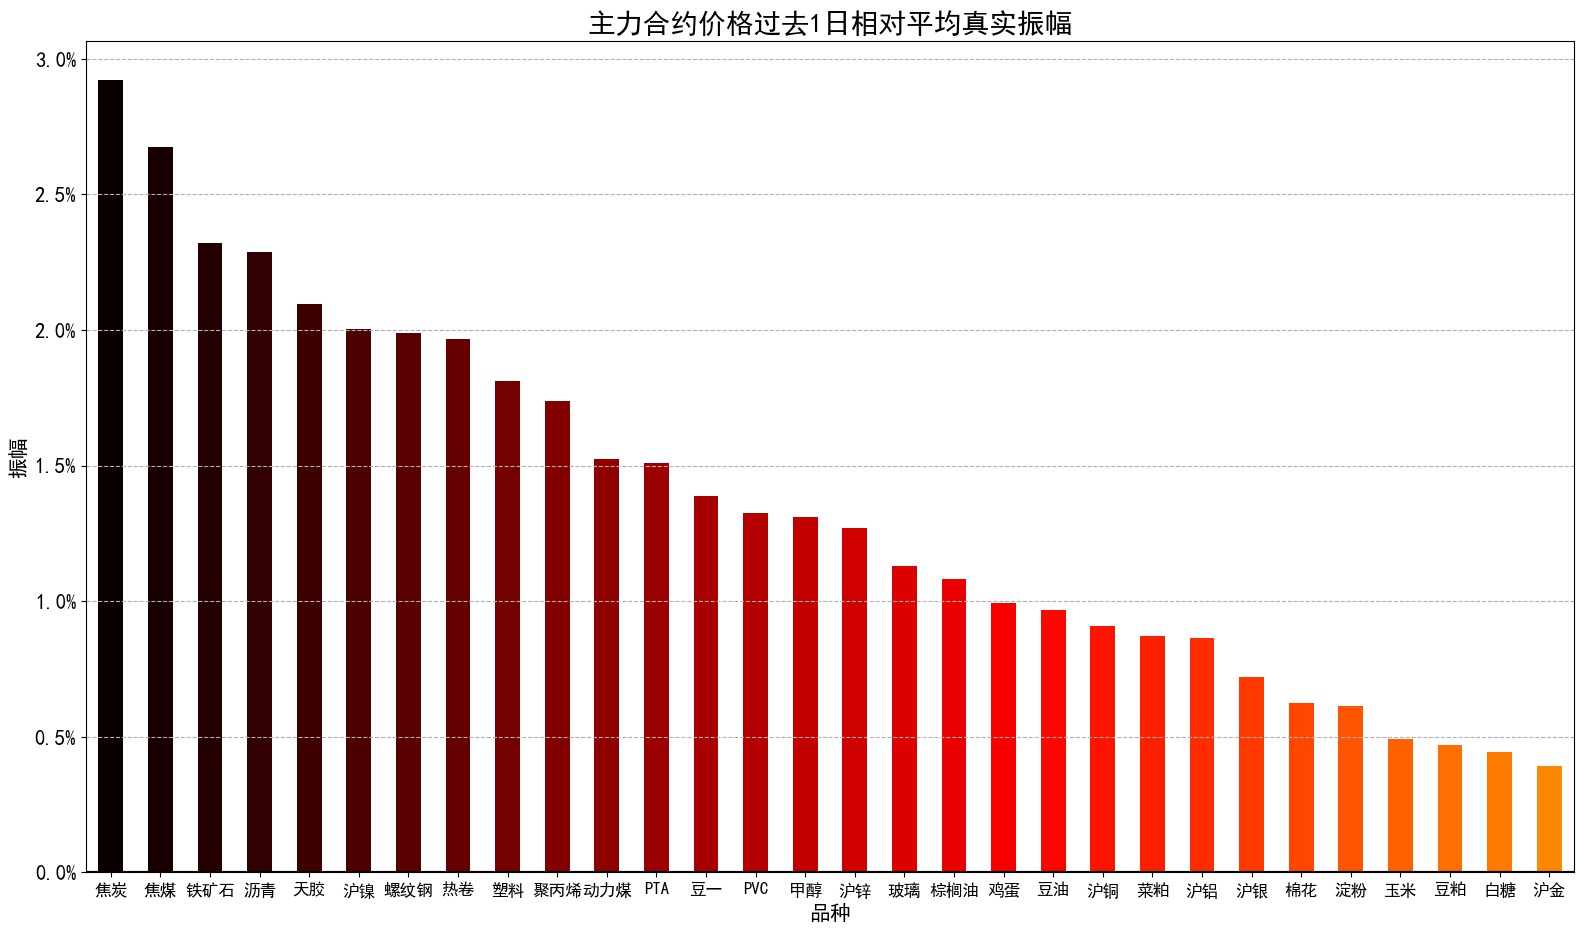 主力合约价格过去1日相对平均真实振幅
3.0%
2.5%
2.0%
1.5%
1.0%
0.5%
0.0%
振幅
焦炭 焦煤 铁矿石 沥青 天胶 沪镍 螺纹钢 热卷 塑料 聚丙烯 动力煤 PTA 豆一 PVC 甲醇 沪锌 玻璃 棕榈油 鸡蛋 豆油 沪铜 菜粕 沪铝 沪银 棉花 淀粉 玉米 豆粕 白糖 沪金
品种